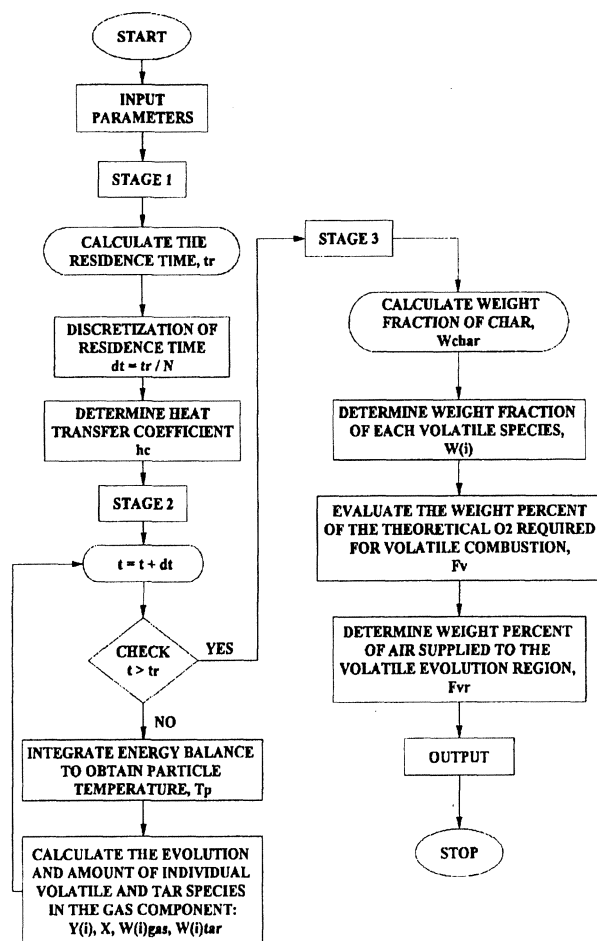 START
INPUT
PARAMETERS
STAGE 1
CALCULATE THE
RESIDENCE TIME, tr
DISCRETIZATION OF
RESIDENCE TIME
dt = tr / N
DETERMINE HEAT
TRANSFER COEFFICIENT
hc
STAGE 2
t = t + dt
CHECK
t > tr
YES
NO
INTEGRATE ENERGY BALANCE
TO OBTAIN PARTICLE
TEMPERATURE, Tp
CALCULATE THE EVOLUTION
AND AMOUNT OF INDIVIDUAL
VOLATILE AND TAR SPECIES
IN THE GAS COMPONENT:
Y(i), X, W(i)gas, W(i)tar
STAGE 3
CALCULATE WEIGHT
FRACTION OF CHAR,
Wchar
DETERMINE WEIGHT FRACTION
OF EACH VOLATILE SPECIES,
W(i)
EVALUATE THE WEIGHT PERCENT
OF THE THEORETICAL O2 REQUIRED
FOR VOLATILE COMBUSTION,
Fv
DETERMINE WEIGHT PERCENT
OF AIR SUPPLIED TO THE
VOLATILE EVOLUTION REGION,
Fvr
OUTPUT
STOP